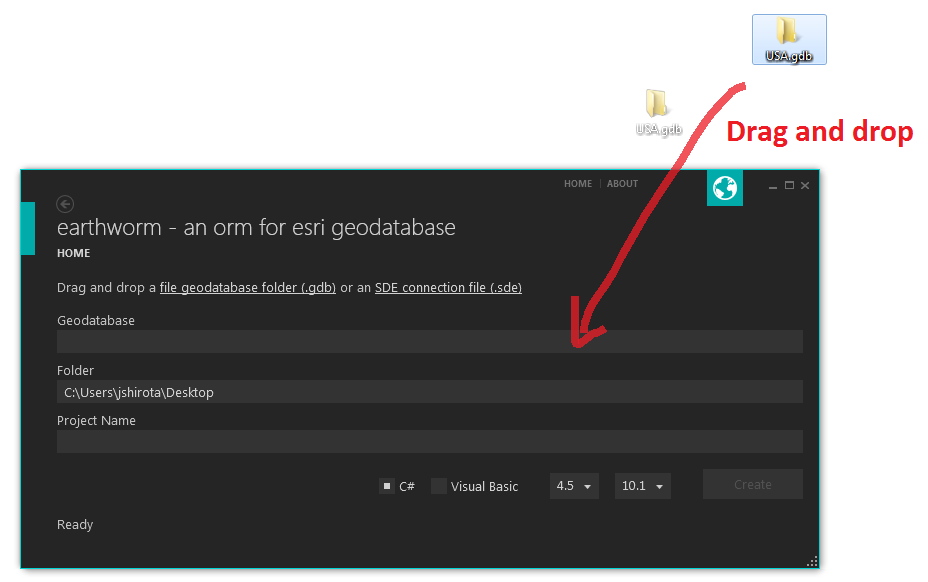 USA.gdb
USA.gdb
Drag and drop
HOME | ABOUT
earthworm - an orm for esri geodatabase
HOME
Drag and drop a file geodatabase folder (.gdb) or an SDE connection file (.sde)
Geodatabase
Folder
C:\Users\jshirota\Desktop
Project Name
C# Visual Basic 4.5 10.1 Create
Ready